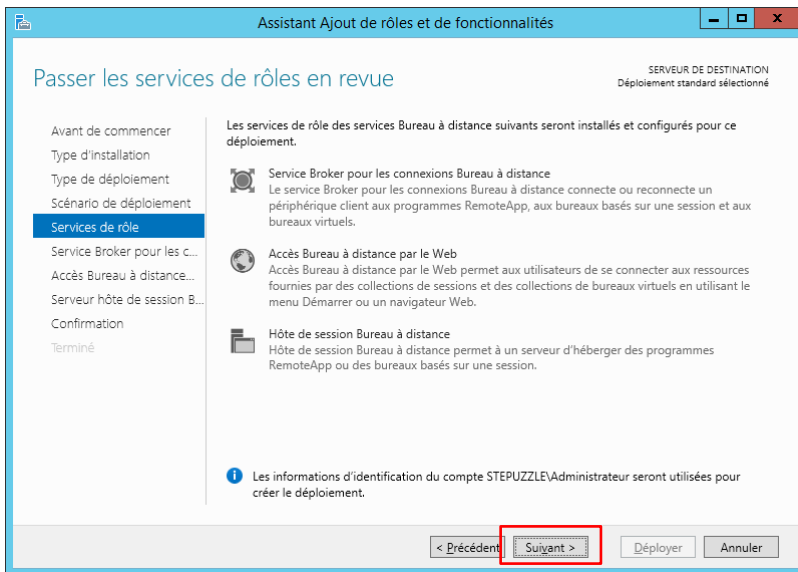 Assistant Ajout de rôles et de fonctionnalités
Passer les services de rôles en revue
SERVEUR DE DESTINATION
Déploiement standard sélectionné
Avant de commencer
Type d'installation
Type de déploiement
Scénario de déploiement
Services de rôle
Service Broker pour les c...
Accès Bureau à distance...
Serveur hôte de session B...
Confirmation
Terminé
Les services de rôle des services Bureau à distance suivants seront installés et configurés pour ce
déploiement.
Service Broker pour les connexions Bureau à distance
Le service Broker pour les connexions Bureau à distance connecte ou reconnecte un
périphérique client aux programmes RemoteApp, aux bureaux basés sur une session et aux
bureaux virtuels.
Accès Bureau à distance par le Web
Accès Bureau à distance par le Web permet aux utilisateurs de se connecter aux ressources
fournies par des collections de sessions et des collections de bureaux virtuels en utilisant le
menu Démarrer ou un navigateur Web.
Hôte de session Bureau à distance
Hôte de session Bureau à distance permet à un serveur d'héberger des programmes
RemoteApp ou des bureaux basés sur une session.
Les informations d'identification du compte STEPUZZLE\Administrateur seront utilisées pour
créer le déploiement.
< Précédent
Suivant >
Déployer
Annuler